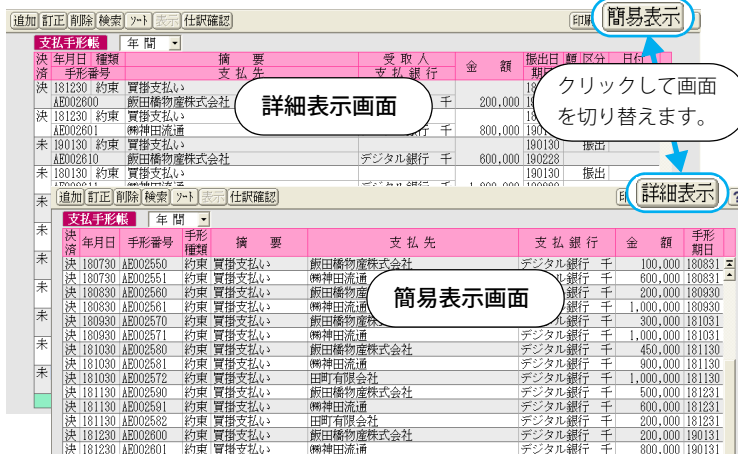 追加 訂正 削除 検索 ソート 表示 仕訳確認 簡易表示
支払手形帳 年間
決済 年月日 種類 手形番号 摘要 支払先 受取人 支払銀行 金額 振出日 期日 区分 日付
決 181230 約束 買掛支払い
AE002600 飯田橋物産株式会社 千 200,000
決 181230 約束 買掛支払い
AE002601 ㈱神田流通 千 800,000
未 190130 約束 買掛支払い 190130 振出
AE002610 飯田橋物産株式会社 デジタル銀行 千 600,000 190228
未 180130 約束 買掛支払い 190130 振出
詳細表示画面
クリックして画面
を切り替えます。
未
未
未
未
未
未
未
追加 訂正 削除 検索 ソート 表示 仕訳確認 詳細表示 ?
支払手形帳 年間
決済 年月日 手形番号 手形種類 摘要 支払先 支払銀行 金額 手形期日
決 180730 AE002550 約束 買掛支払い 飯田橋物産株式会社 デジタル銀行 千 100,000 180831
決 180730 AE002551 約束 買掛支払い ㈱神田流通 デジタル銀行 千 600,000 180831
決 180830 AE002560 約束 買掛支払い 飯田橋物産 銀行 千 200,000 180930
決 180830 AE002561 約束 買掛支払い ㈱神田流通 銀行 千 1,000,000 180930
決 180930 AE002570 約束 買掛支払い 飯田橋物産 銀行 千 300,000 181031
決 180930 AE002571 約束 買掛支払い ㈱神田流通 デジタル銀行 千 1,000,000 181031
決 181030 AE002580 約束 買掛支払い 飯田橋物産株式会社 デジタル銀行 千 450,000 181130
決 181030 AE002581 約束 買掛支払い ㈱神田流通 デジタル銀行 千 900,000 181130
決 181030 AE002572 約束 買掛支払い 田町有限会社 デジタル銀行 千 1,000,000 181130
決 181130 AE002590 約束 買掛支払い 飯田橋物産株式会社 デジタル銀行 千 500,000 181231
決 181130 AE002591 約束 買掛支払い ㈱神田流通 デジタル銀行 千 600,000 181231
決 181130 AE002582 約束 買掛支払い 田町有限会社 デジタル銀行 千 200,000 181231
決 181230 AE002600 約束 買掛支払い 飯田橋物産株式会社 デジタル銀行 千 200,000 190131
決 181230 AE002601 約束 買掛支払い ㈱神田流通 デジタル銀行 千 800,000 190131
簡易表示画面